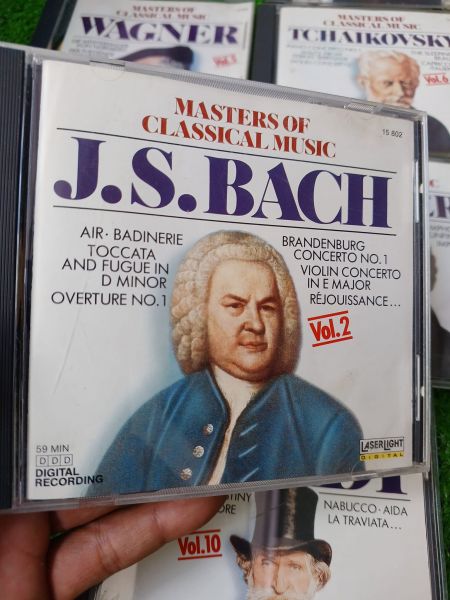 MASTERS OF
CLASSICAL MUSIC
WAGNER
Vol.5
MASTERS OF
CLASSICAL MUSIC
TCHAIKOVSKY
Vol.6
MASTERS OF
CLASSICAL MUSIC
15 802
J.S.BACH
AIR · BADINERIE
TOCCATA
AND FUGUE IN
D MINOR
OVERTURE NO.1
BRANDENBURG
CONCERTO NO.1
VIOLIN CONCERTO
IN E MAJOR
RÉJOUISSANCE...
Vol.2
59 MIN
DDD
DIGITAL
RECORDING
LASERLIGHT
DIGITAL
Vol.10
NABUCCO · AIDA
LA TRAVIATA...